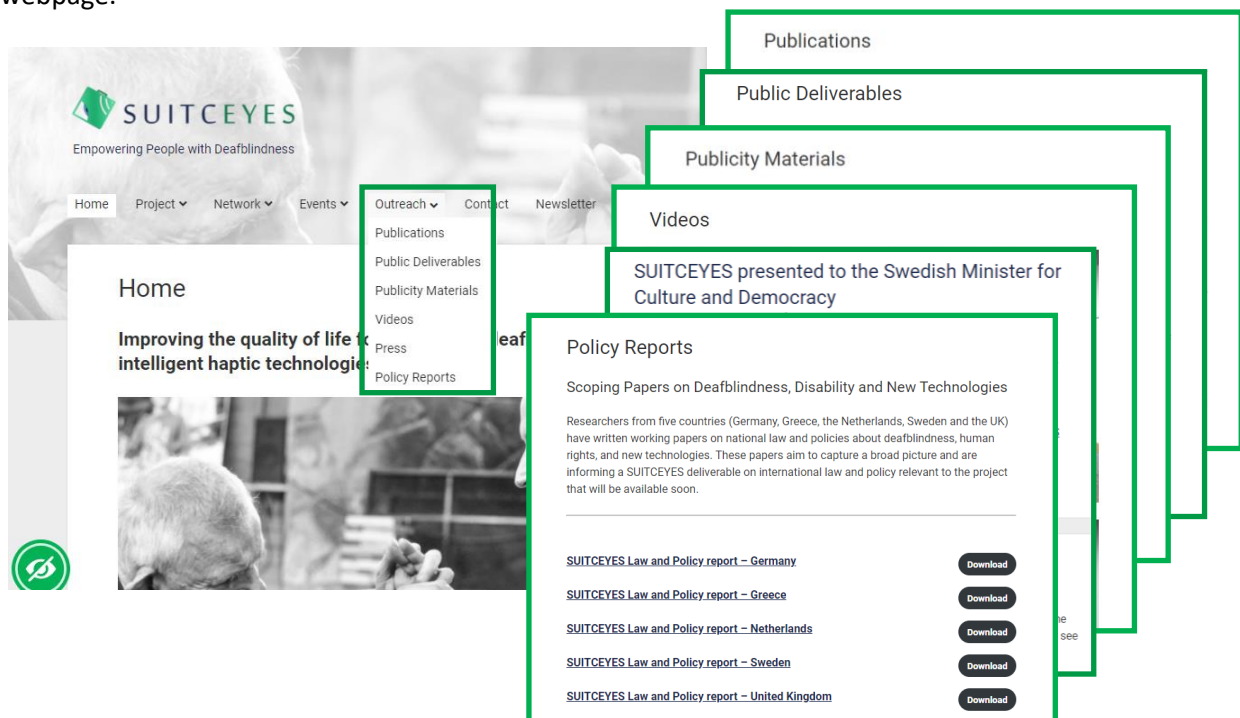 webpage.
SUITCEYES
Empowering People with Deafblindness
Home Project Network Events Outreach Contact Newsletter
Publications
Public Deliverables
Publicity Materials
Videos
Press
Policy Reports
Home
Improving the quality of life
intelligent haptic technologies
Publications
Public Deliverables
Publicity Materials
Videos
SUITCEYES presented to the Swedish Minister for
Culture and Democracy
see
Policy Reports
Scoping Papers on Deafblindness, Disability and New Technologies
Researchers from five countries (Germany, Greece, the Netherlands, Sweden and the UK)
have written working papers on national law and policies about deafblindness, human
rights, and new technologies. These papers aim to capture a broad picture and are
informing a SUITCEYES deliverable on international law and policy relevant to the project
that will be available soon.
SUITCEYES Law and Policy report – Germany Download
SUITCEYES Law and Policy report – Greece Download
SUITCEYES Law and Policy report – Netherlands Download
SUITCEYES Law and Policy report – Sweden Download
SUITCEYES Law and Policy report – United Kingdom Download